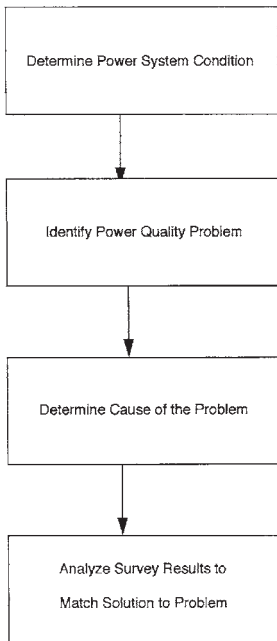 Determine Power System Condition
Identify Power Quality Problem
Determine Cause of the Problem
Analyze Survey Results to
Match Solution to Problem